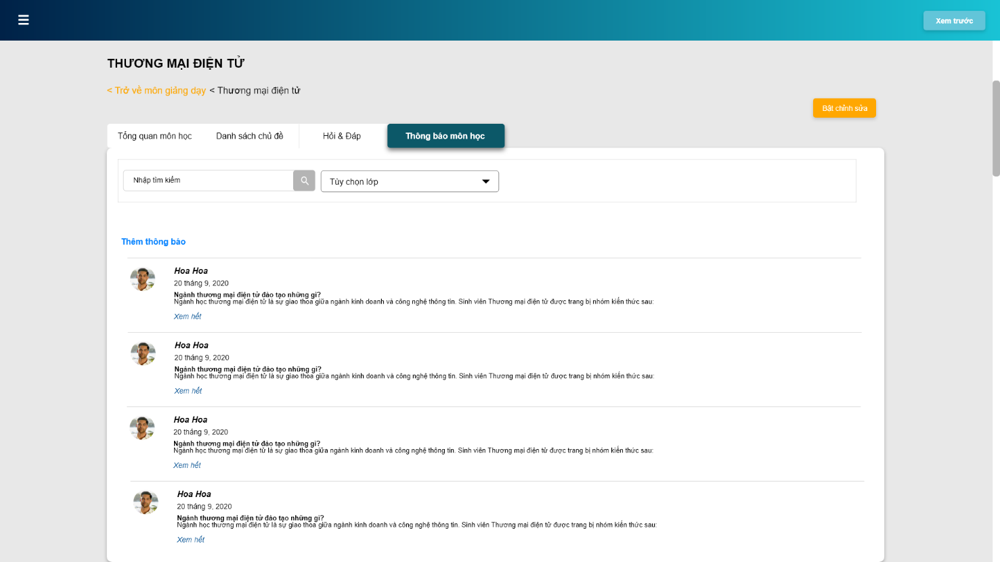 Xem trước
THƯƠNG MẠI ĐIỆN TỬ
< Trở về môn giảng dạy < Thương mại điện tử
Bật chỉnh sửa
Tổng quan môn học
Danh sách chủ đề
Hỏi & Đáp
Thông báo môn học
Nhập tìm kiếm
Tùy chọn lớp
Thêm thông báo
Hoa Hoa
20 tháng 9, 2020
Ngành thương mại điện tử đào tạo những gì?
Ngành học thương mại điện tử là sự giao thoa giữa ngành kinh doanh và công nghệ thông tin. Sinh viên Thương mại điện tử được trang bị nhóm kiến thức sau:
Xem hết
Hoa Hoa
20 tháng 9, 2020
Ngành thương mại điện tử đào tạo những gì?
Ngành học thương mại điện tử là sự giao thoa giữa ngành kinh doanh và công nghệ thông tin. Sinh viên Thương mại điện tử được trang bị nhóm kiến thức sau:
Xem hết
Hoa Hoa
20 tháng 9, 2020
Ngành thương mại điện tử đào tạo những gì?
Ngành học thương mại điện tử là sự giao thoa giữa ngành kinh doanh và công nghệ thông tin. Sinh viên Thương mại điện tử được trang bị nhóm kiến thức sau:
Xem hết
Hoa Hoa
20 tháng 9, 2020
Ngành thương mại điện tử đào tạo những gì?
Ngành học thương mại điện tử là sự giao thoa giữa ngành kinh doanh và công nghệ thông tin. Sinh viên Thương mại điện tử được trang bị nhóm kiến thức sau:
Xem hết